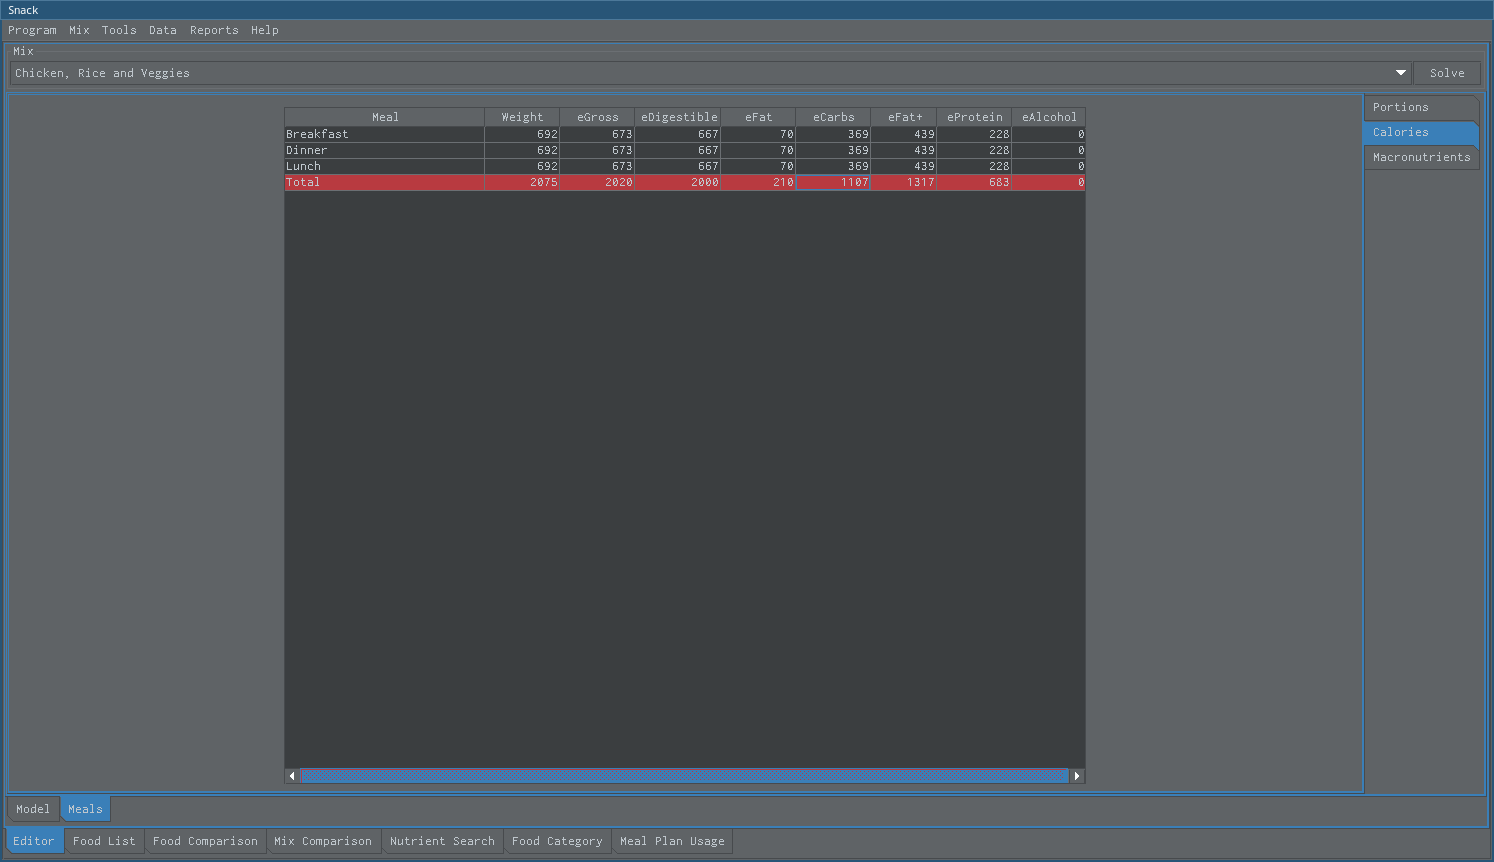 Snack
Program Mix Tools Data Reports Help
Mix
Chicken, Rice and Veggies Solve
Meal Weight eGross eDigestible eFat eCarbs eFat+ eProtein eAlcohol
Breakfast 692 673 667 70 369 439 228 0
Dinner 692 673 667 70 369 439 228 0
Lunch 692 673 667 70 369 439 228 0
Total 2075 2020 2000 210 1107 1317 683 0
Portions
Calories
Macronutrients
Model Meals
Editor Food List Food Comparison Mix Comparison Nutrient Search Food Category Meal Plan Usage